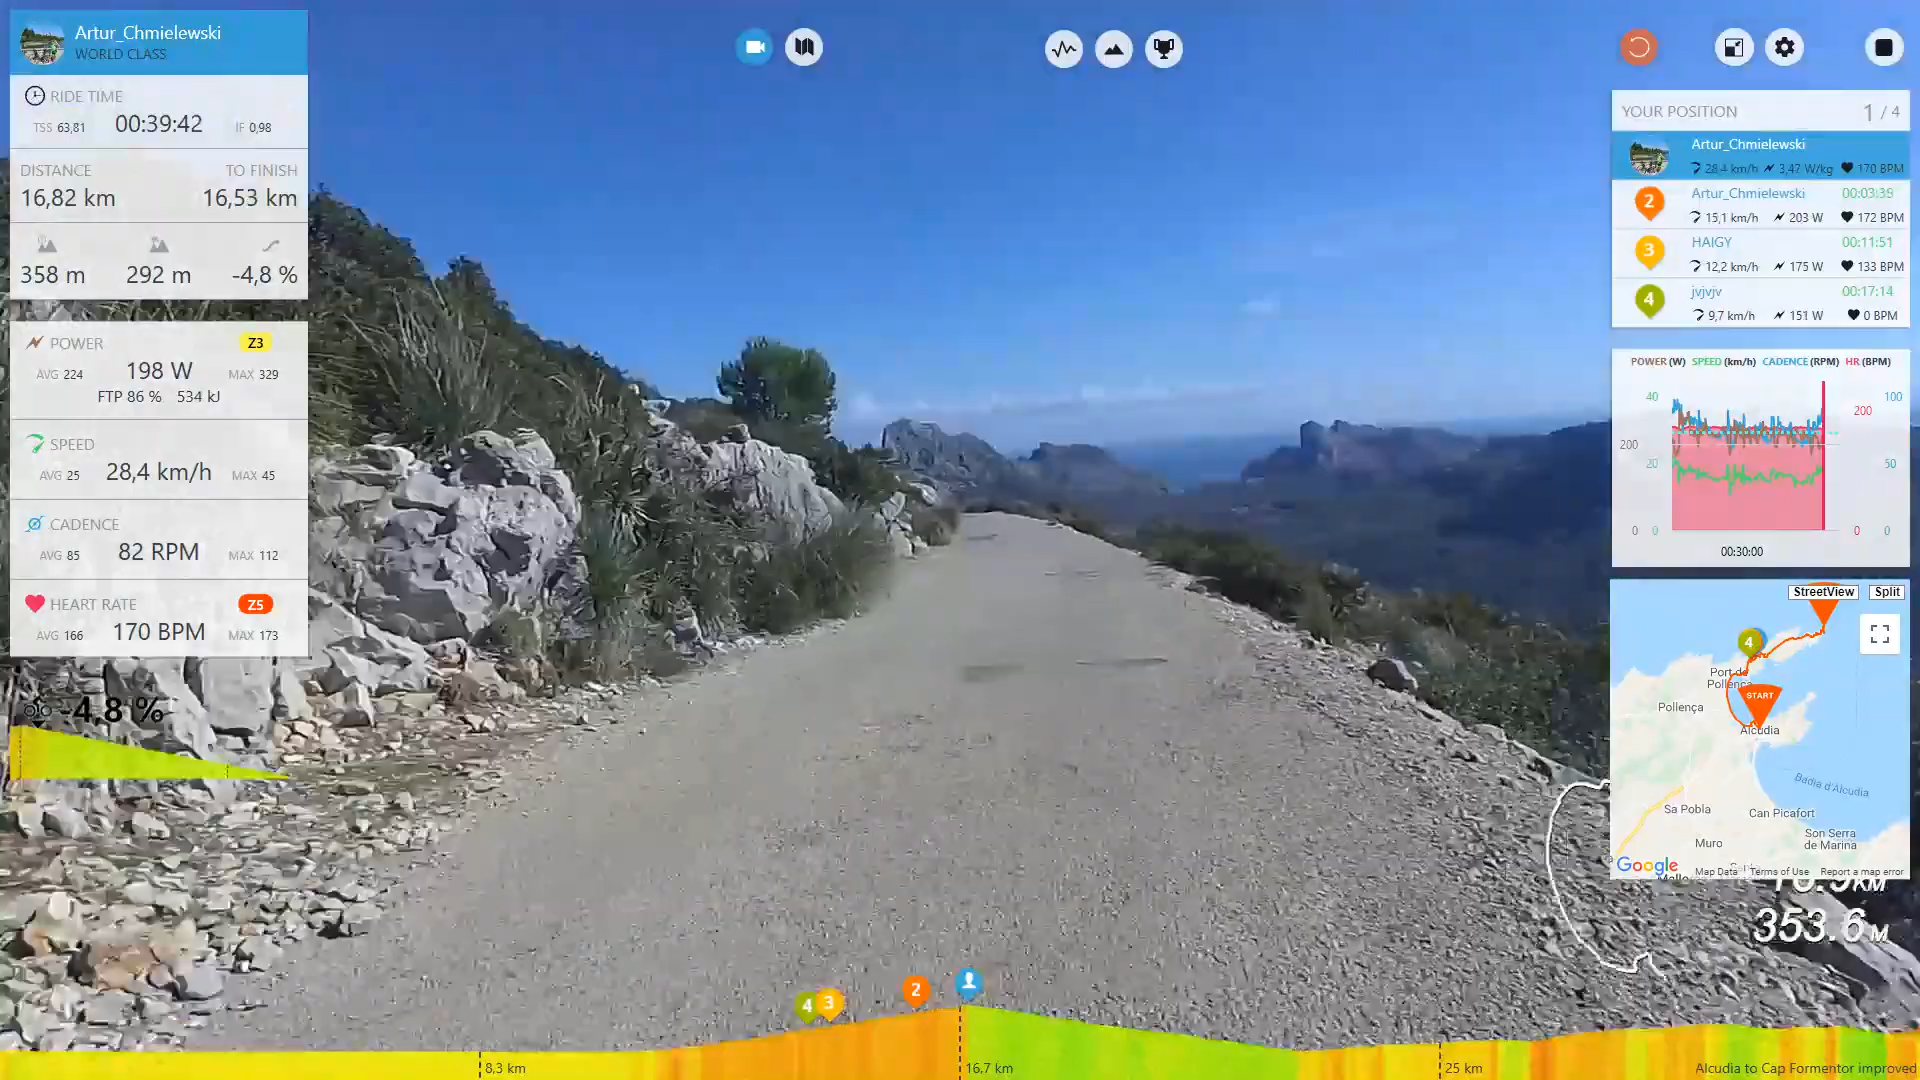 Artur_Chmielewski
WORLD CLASS
RIDE TIME
TSS 63,81 00:39:42 IF 0,98
DISTANCE TO FINISH
16,82 km 16,53 km
358 m 292 m -4,8 %
POWER Z3
AVG 224 198 W MAX 329
FTP 86 % 534 kJ
SPEED
AVG 25 28,4 km/h MAX 45
CADENCE
AVG 85 82 RPM MAX 112
HEART RATE Z5
AVG 166 170 BPM MAX 173
-4,8 %
YOUR POSITION 1 / 4
Artur_Chmielewski
28,4 km/h 3,47 W/kg 170 BPM
2 Artur_Chmielewski 00:03:39
15,1 km/h 203 W 172 BPM
3 HAIGY 00:11:51
12,2 km/h 175 W 133 BPM
4 jvjvjv 00:17:14
9,7 km/h 151 W 0 BPM
POWER (W) SPEED (km/h) CADENCE (RPM) HR (BPM)
40 100
200
200
20 50
0 0 0 0
00:30:00
StreetView Split
4
Port de
Pollença
START
Pollença
Alcudia
Badia d'Alcudia
Sa Pobla
Can Picafort
Son Serra
de Marina
Muro
Google
Map Data Terms of Use Report a map error
353.6 M
4 3 2
8,3 km 16,7 km 25 km
Alcudia to Cap Formentor improved